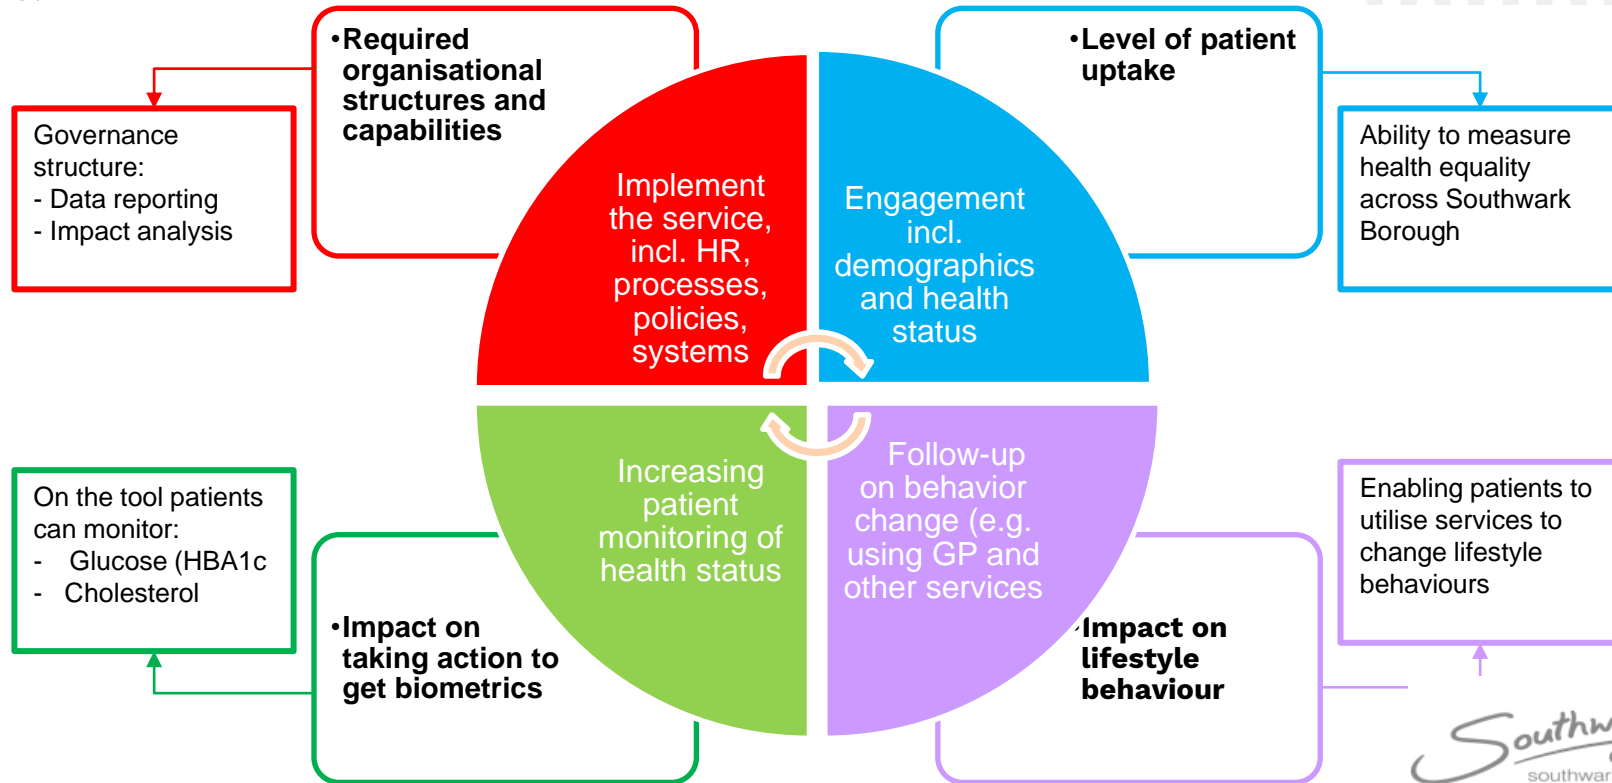 •Required
organisational
structures and
capabilities
Governance
structure:
- Data reporting
- Impact analysis
Implement
the service,
incl. HR,
processes,
policies,
systems
•Level of patient
uptake
Ability to measure
health equality
across Southwark
Borough
Engagement
incl.
demographics
and health
status
On the tool patients
can monitor:
- Glucose (HBA1c
- Cholesterol
•Impact on
taking action to
get biometrics
Increasing
patient
monitoring of
health status
Follow-up
on behavior
change (e.g.
using GP and
other services
•Impact on
lifestyle
behaviour
Enabling patients to
utilise services to
change lifestyle
behaviours